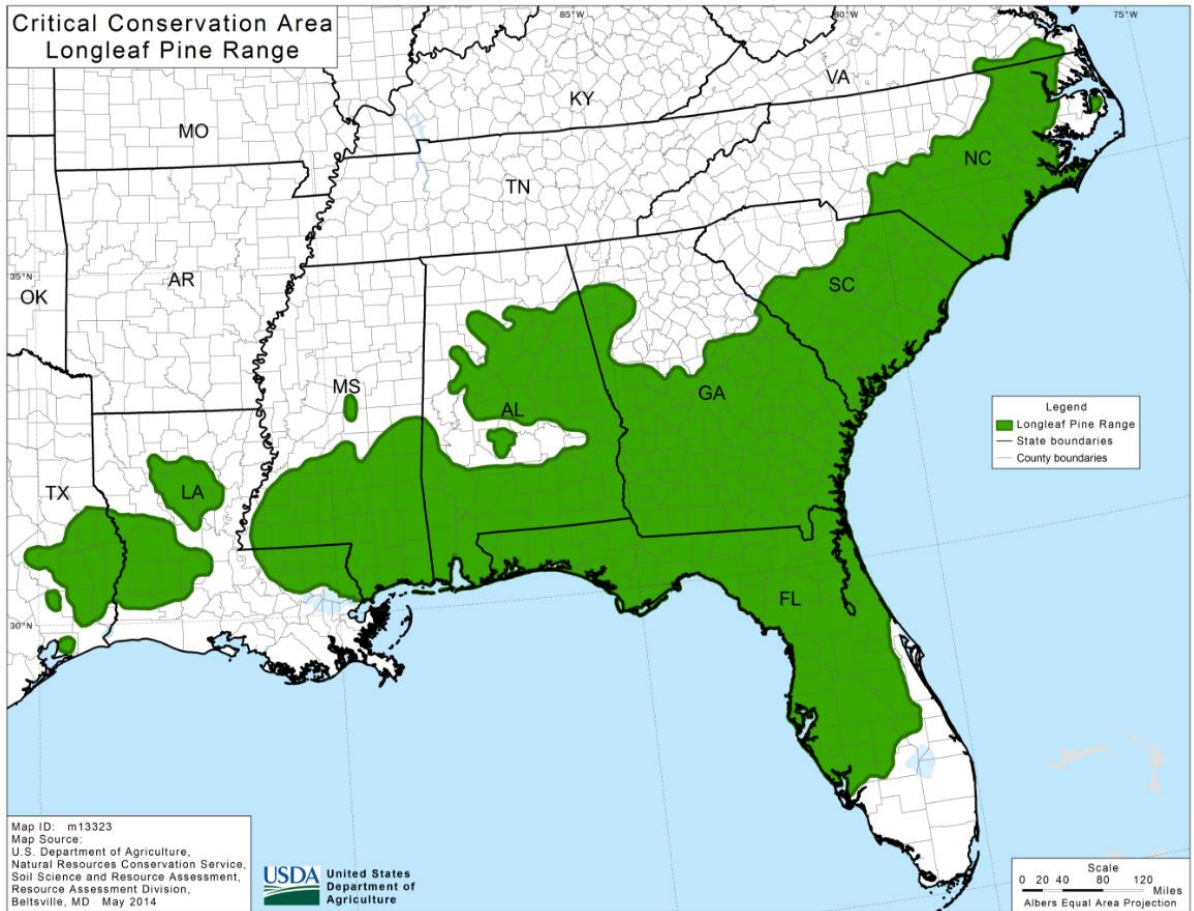 Critical Conservation Area
Longleaf Pine Range
85°W
80°W
75°W
VA
KY
MO
NC
TN
AR
SC
35°N
OK
MS
GA
AL
Legend
Longleaf Pine Range
State boundaries
County boundaries
TX
LA
FL
30°N
Map ID: m13323
Map Source:
U.S. Department of Agriculture,
Natural Resources Conservation Service,
Soil Science and Resource Assessment,
Resource Assessment Division,
Beltsville, MD May 2014
USDA
United States
Department of
Agriculture
Scale
0 20 40 80 120
Miles
Albers Equal Area Projection